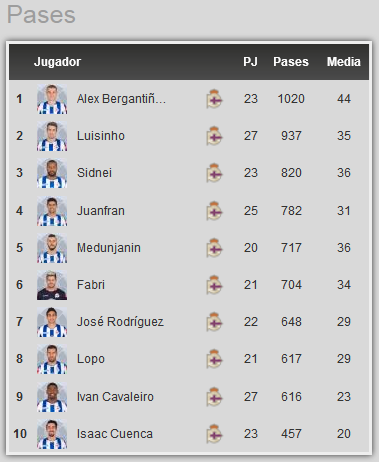 Pases
Jugador PJ Pases Media
1 Alex Bergantiñ... 23 1020 44
2 Luisinho 27 937 35
3 Sidnei 23 820 36
4 Juanfran 25 782 31
5 Medunjanin 20 717 36
6 Fabri 21 704 34
7 José Rodríguez 22 648 29
8 Lopo 21 617 29
9 Ivan Cavaleiro 27 616 23
10 Isaac Cuenca 23 457 20